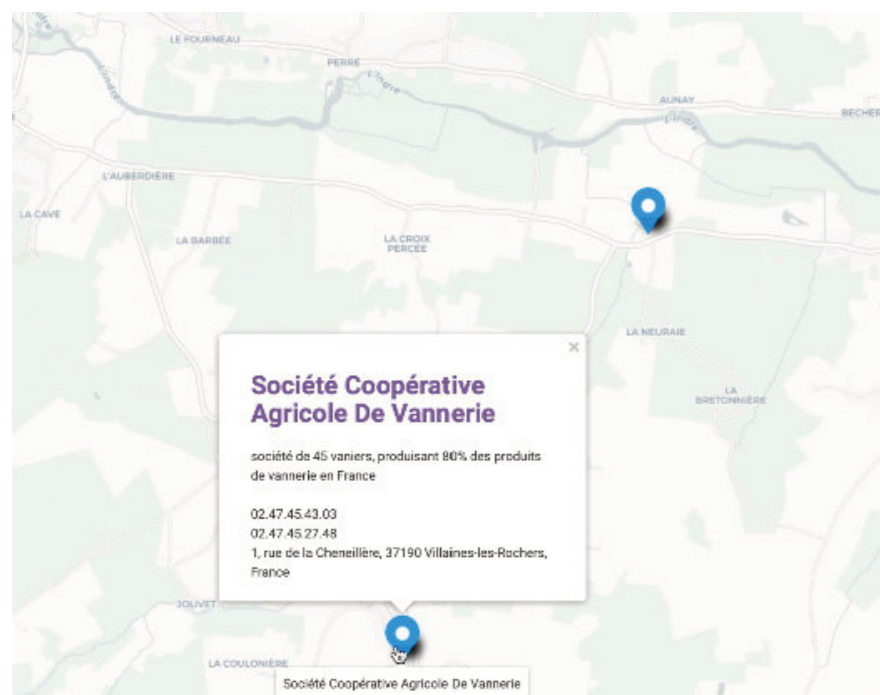 LE FOURNEAU
PERRÉ
L'Indre
L'Indre
AUNAY
L'Indre
BECHER
L'AUBERDIÈRE
LA CAVE
LA BARBÉE
LA CROIX
PERCÉE
LA NEURAIE
LA
BRETONNIÈRE
×
Société Coopérative
Agricole De Vannerie
société de 45 vaniers, produisant 80% des produits
de vannerie en France
02.47.45.43.03
02.47.45.27.48
1, rue de la Cheneillère, 37190 Villaines-les-Rochers,
France
JOLIVET
LA COULONIÈRE
Société Coopérative Agricole De Vannerie